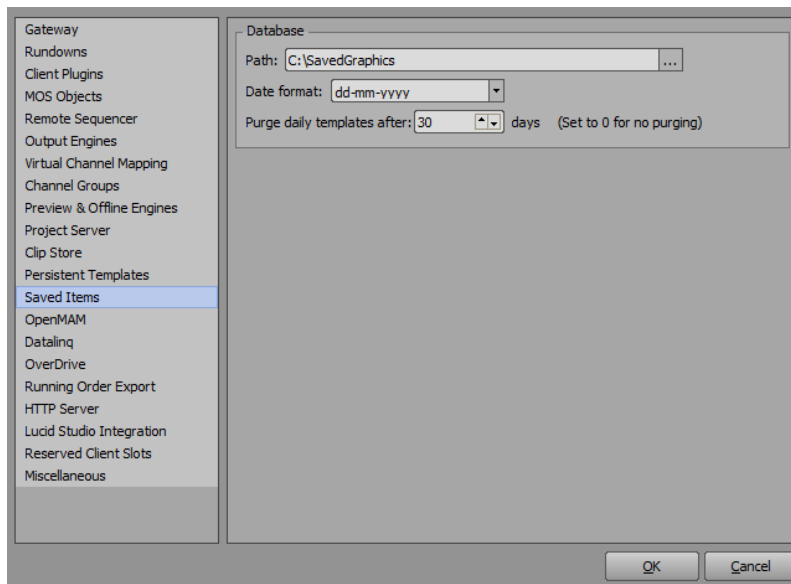 Gateway
Rundowns
Client Plugins
MOS Objects
Remote Sequencer
Output Engines
Virtual Channel Mapping
Channel Groups
Preview & Offline Engines
Project Server
Clip Store
Persistent Templates
Saved Items
OpenMAM
Datalinq
OverDrive
Running Order Export
HTTP Server
Lucid Studio Integration
Reserved Client Slots
Miscellaneous
Database
Path: C:\SavedGraphics ...
Date format: dd-mm-yyyy
Purge daily templates after: 30 days (Set to 0 for no purging)
OK Cancel